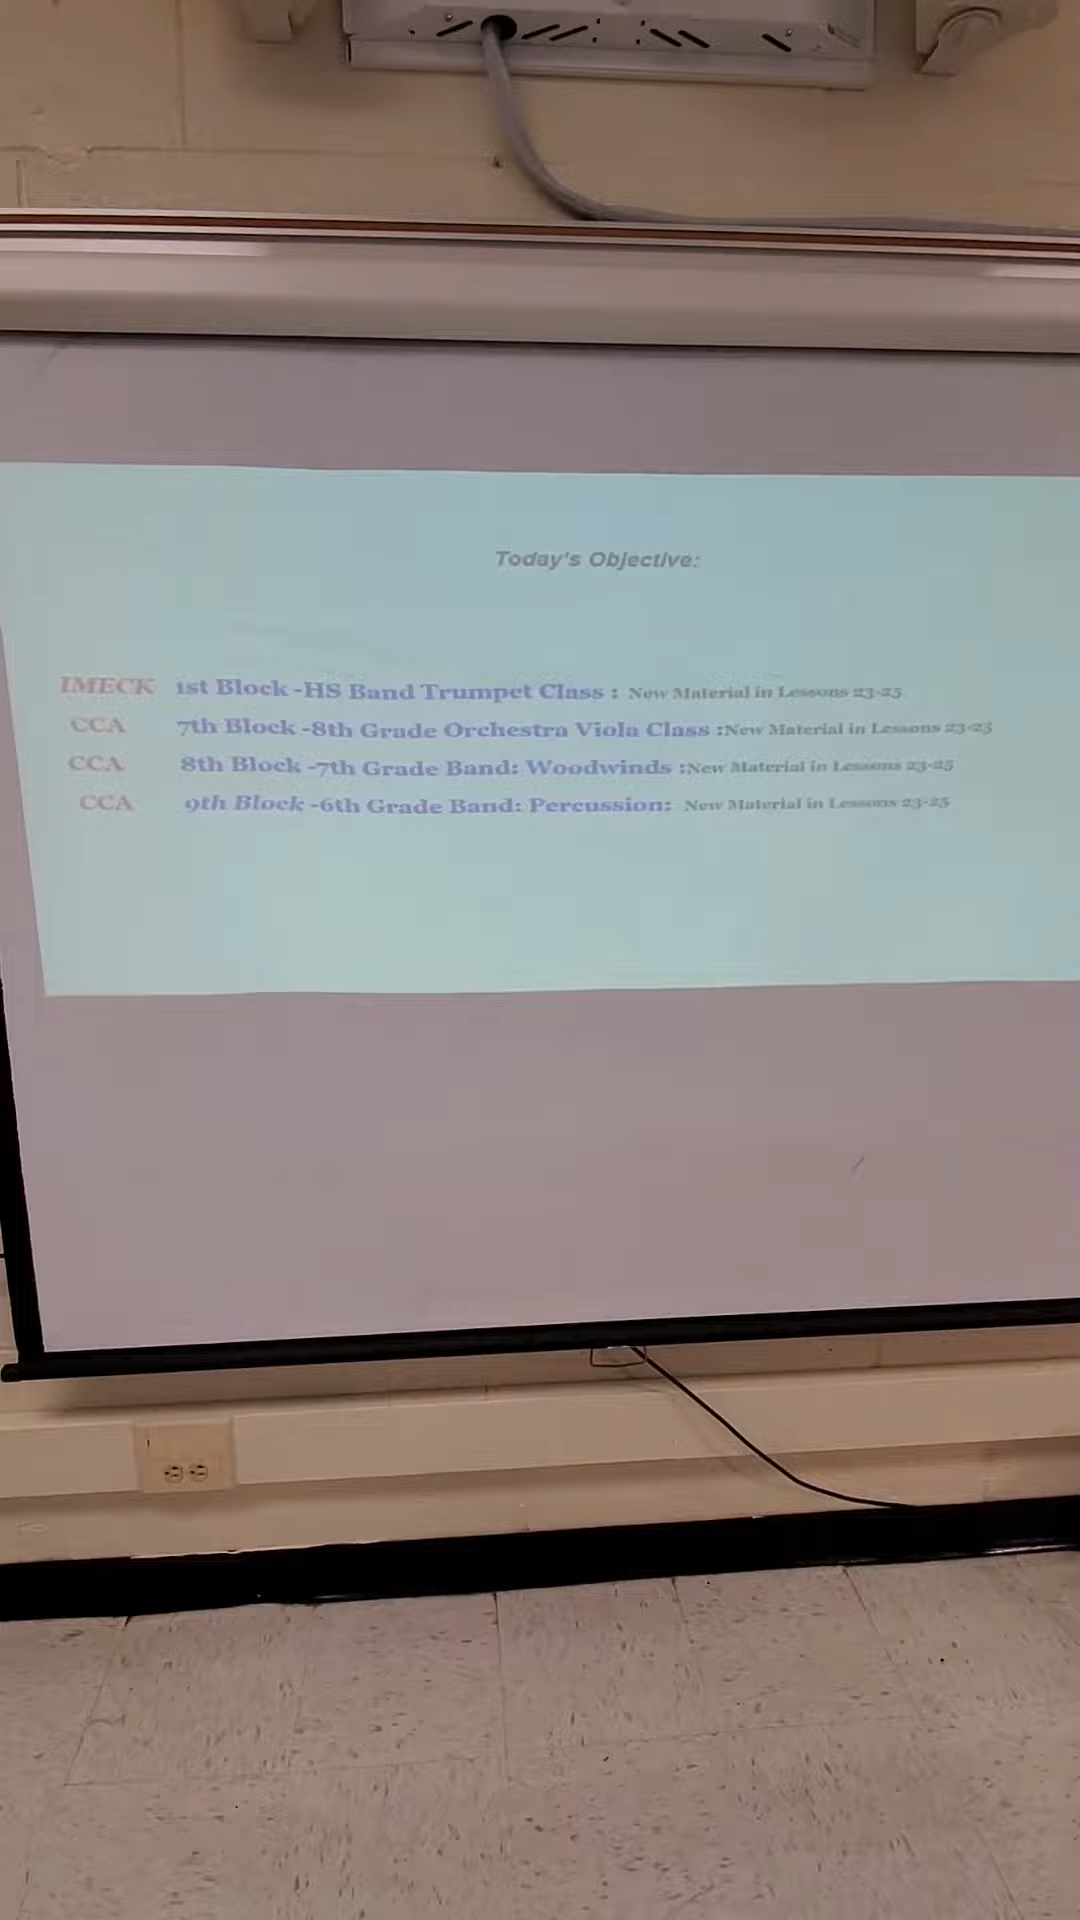 Today's Objective:
IMECK 1st Block -HS Band Trumpet Class : New Material in Lessons 23-25
CCA 7th Block -8th Grade Orchestra Viola Class :New Material in Lessons 23-25
CCA 8th Block -7th Grade Band: Woodwinds :New Material in Lessons 23-25
CCA 9th Block -6th Grade Band: Percussion: New Material in Lessons 23-25